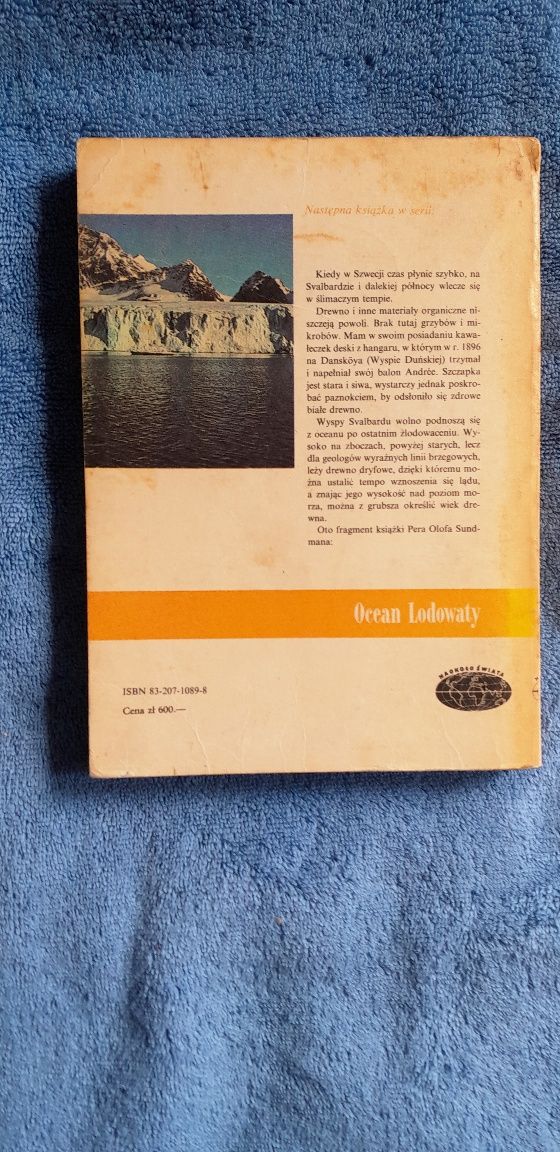 Następna książka w serii:
Kiedy w Szwecji czas płynie szybko, na
Svalbardzie i dalekiej północy wlecze się
w ślimaczym tempie.
Drewno i inne materiały organiczne ni-
szczeją powoli. Brak tutaj grzybów i mi-
krobów. Mam w swoim posiadaniu kawa-
łeczek deski z hangaru, w którym w r. 1896
na Dansköya (Wyspie Duńskiej) trzymał
i napełniał swój balon Andrée. Szczapka
jest stara i siwa, wystarczy jednak poskro-
bać paznokciem, by odsłoniło się zdrowe
białe drewno.
Wyspy Svalbardu wolno podnoszą się
z oceanu po ostatnim zlodowaceniu. Wy-
soko na zboczach, powyżej starych, lecz
dla geologów wyraźnych linii brzegowych,
leży drewno dryfowe, dzięki któremu mo-
żna ustalić tempo wznoszenia się lądu,
a znając jego wysokość nad poziom mo-
rza, można z grubsza określić wiek dre-
wna.
Oto fragment książki Pera Olofa Sund-
mana:
Ocean Lodowaty
NAOKOŁO ŚWIATA
ISBN 83-207-1089-8
Cena zł 600.—